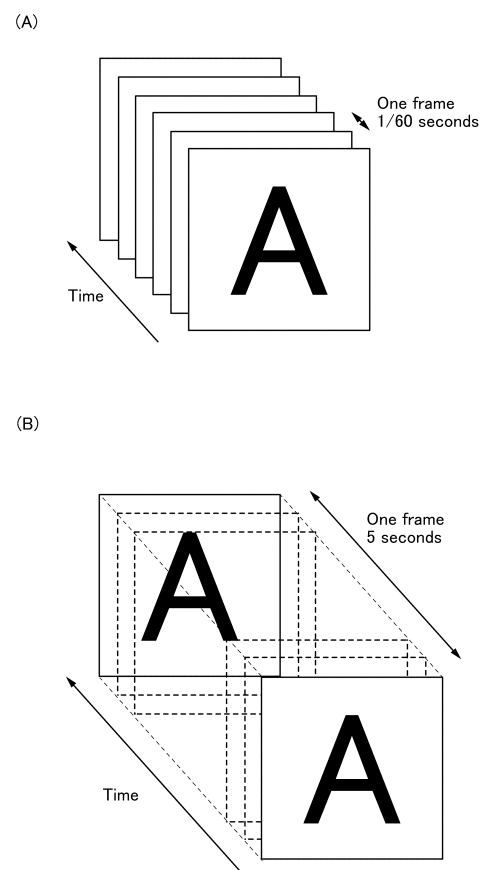 (A)
One frame
1/60 seconds
A
Time
(B)
One frame
5 seconds
A
A
Time